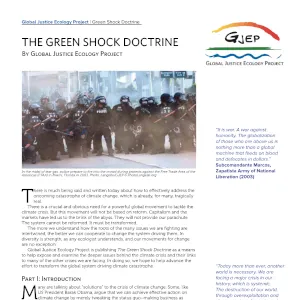 Global Justice Ecology Project | Green Shock Doctrine
THE GREEN SHOCK DOCTRINE
BY GLOBAL JUSTICE ECOLOGY PROJECT
GJEP
GLOBAL JUSTICE ECOLOGY PROJECT
"It is war. A war against
humanity. The globalization
of those who are above us is
nothing more than a global
machine that feeds on blood
and defecates in dollars."
Subcomandante Marcos,
Zapatista Army of National
Liberation (2003)
There is much being said and written today about how to effectively address the
oncoming catastrophe of climate change, which is already, for many, tragically
real.
There is a crucial and obvious need for a powerful global movement to tackle the
climate crisis. But this movement will not be based on reform. Capitalism and the
markets have led us to the brink of the abyss. They will not provide our parachute.
The system cannot be reformed. It must be transformed.
The more we understand how the roots of the many issues we are fighting are
intertwined, the better we can cooperate to change the system driving them. In
diversity is strength, as any ecologist understands, and our movements for change
are no exception.
Global Justice Ecology Project is publishing The Green Shock Doctrine as a means
to help expose and examine the deeper issues behind the climate crisis and their links
to many of the other crises we are facing. In doing so, we hope to help advance the
effort to transform the global system driving climate catastrophe.
"Today more than ever, another
world is necessary. We are
facing a major crisis in our
history, which is systemic.
The destruction of our world
through overexploitation and
PART I: INTRODUCTION
Many are talking about "solutions" to the crisis of climate change. Some, like
US President Barack Obama, argue that we can achieve effective action on
climate change by merely tweaking the status quo: making business as